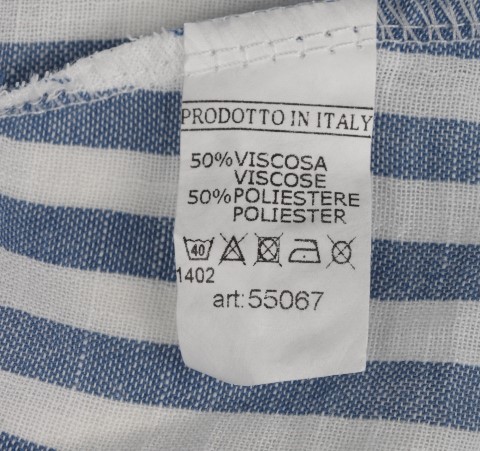 PRODOTTO IN ITALY
50% VISCOSA
VISCOSE
50% POLIESTERE
POLIESTER
40
1402
art: 55067